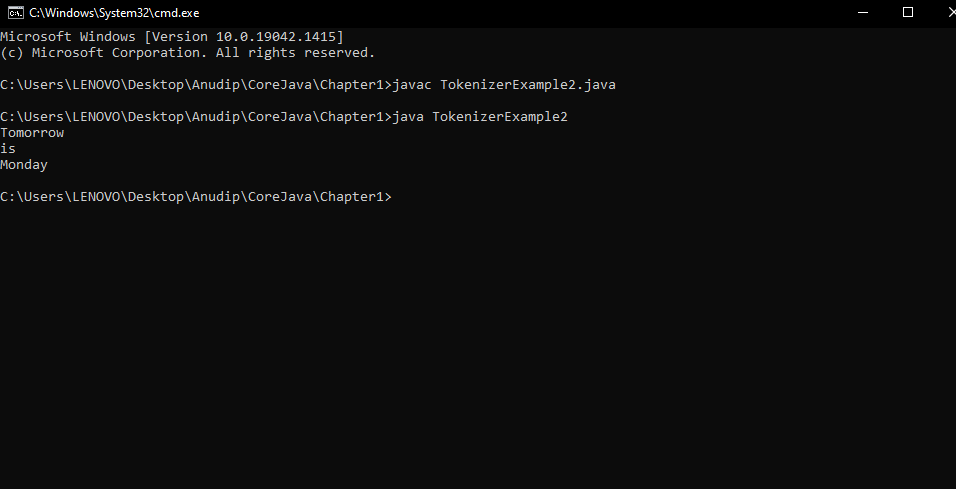 C:\Windows\System32\cmd.exe
Microsoft Windows [Version 10.0.19042.1415]
(c) Microsoft Corporation. All rights reserved.
C:\Users\LENOVO\Desktop\Anudip\CoreJava\Chapter1>javac TokenizerExample2.java
C:\Users\LENOVO\Desktop\Anudip\CoreJava\Chapter1>java TokenizerExample2
Tomorrow
is
Monday
C:\Users\LENOVO\Desktop\Anudip\CoreJava\Chapter1>